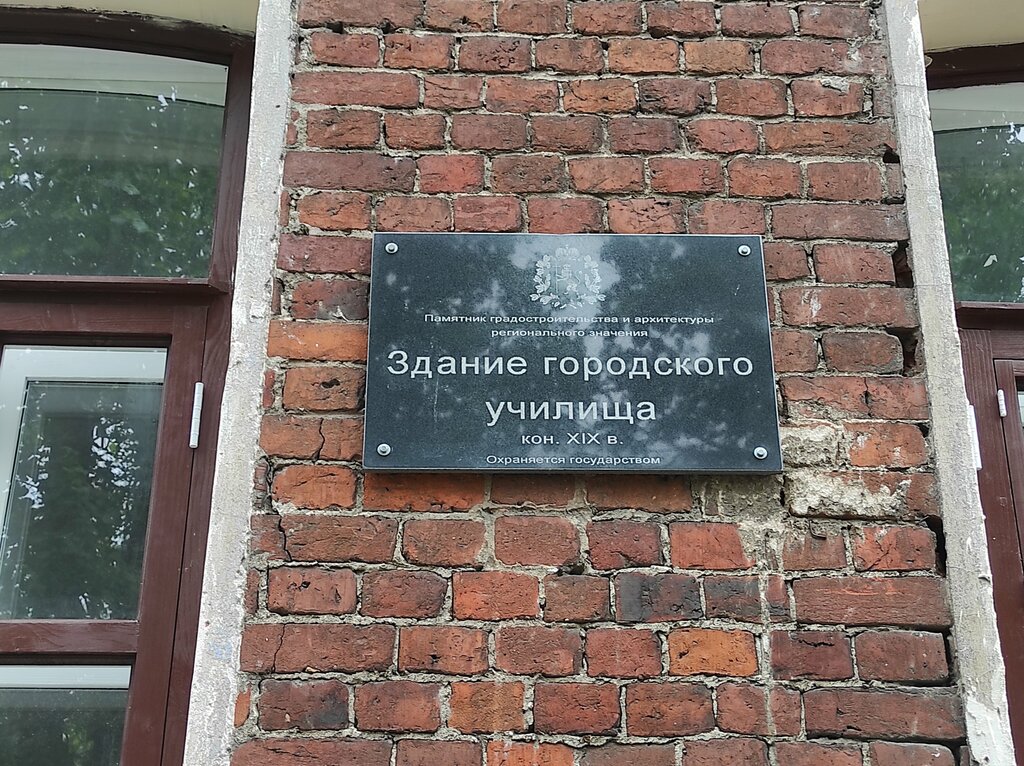 Памятник градостроительства и архитектуры
регионального значения
Здание городского
училища
кон. XIX в.
Охраняется государством